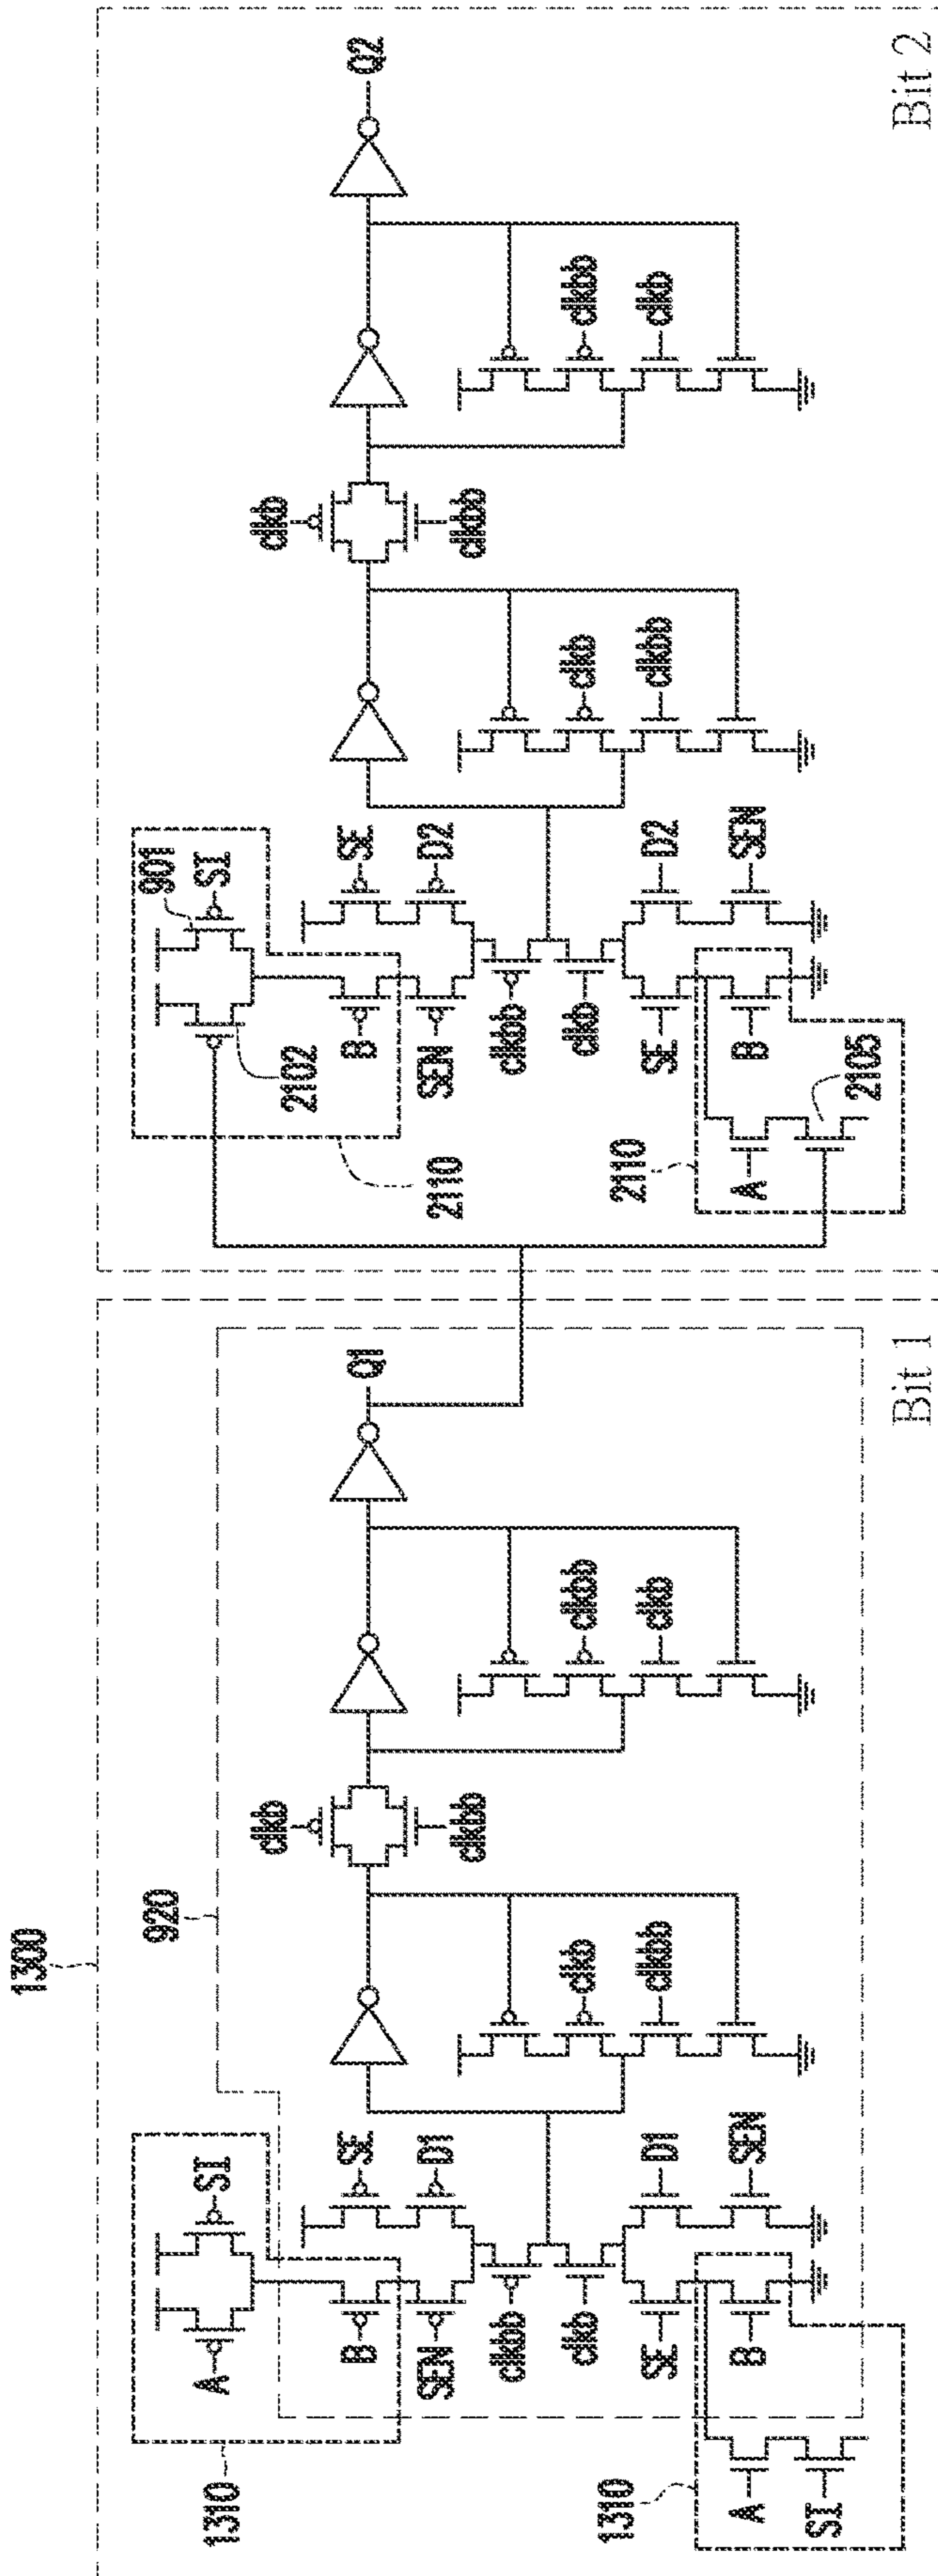 1300
920
1310
A
SI
B
SEN
SE
D1
clkbb
clkb
SE
B
D1
SEN
1310
A
SI
clkb
clkbb
clkb
clkbb
clkbb
clkb
Q1
Bit 1
2110
2102
901
SI
B
SEN
SE
D2
clkbb
clkb
SE
B
D2
SEN
2110
A
2105
clkb
clkbb
clkb
clkbb
clkbb
clkb
Q2
Bit 2